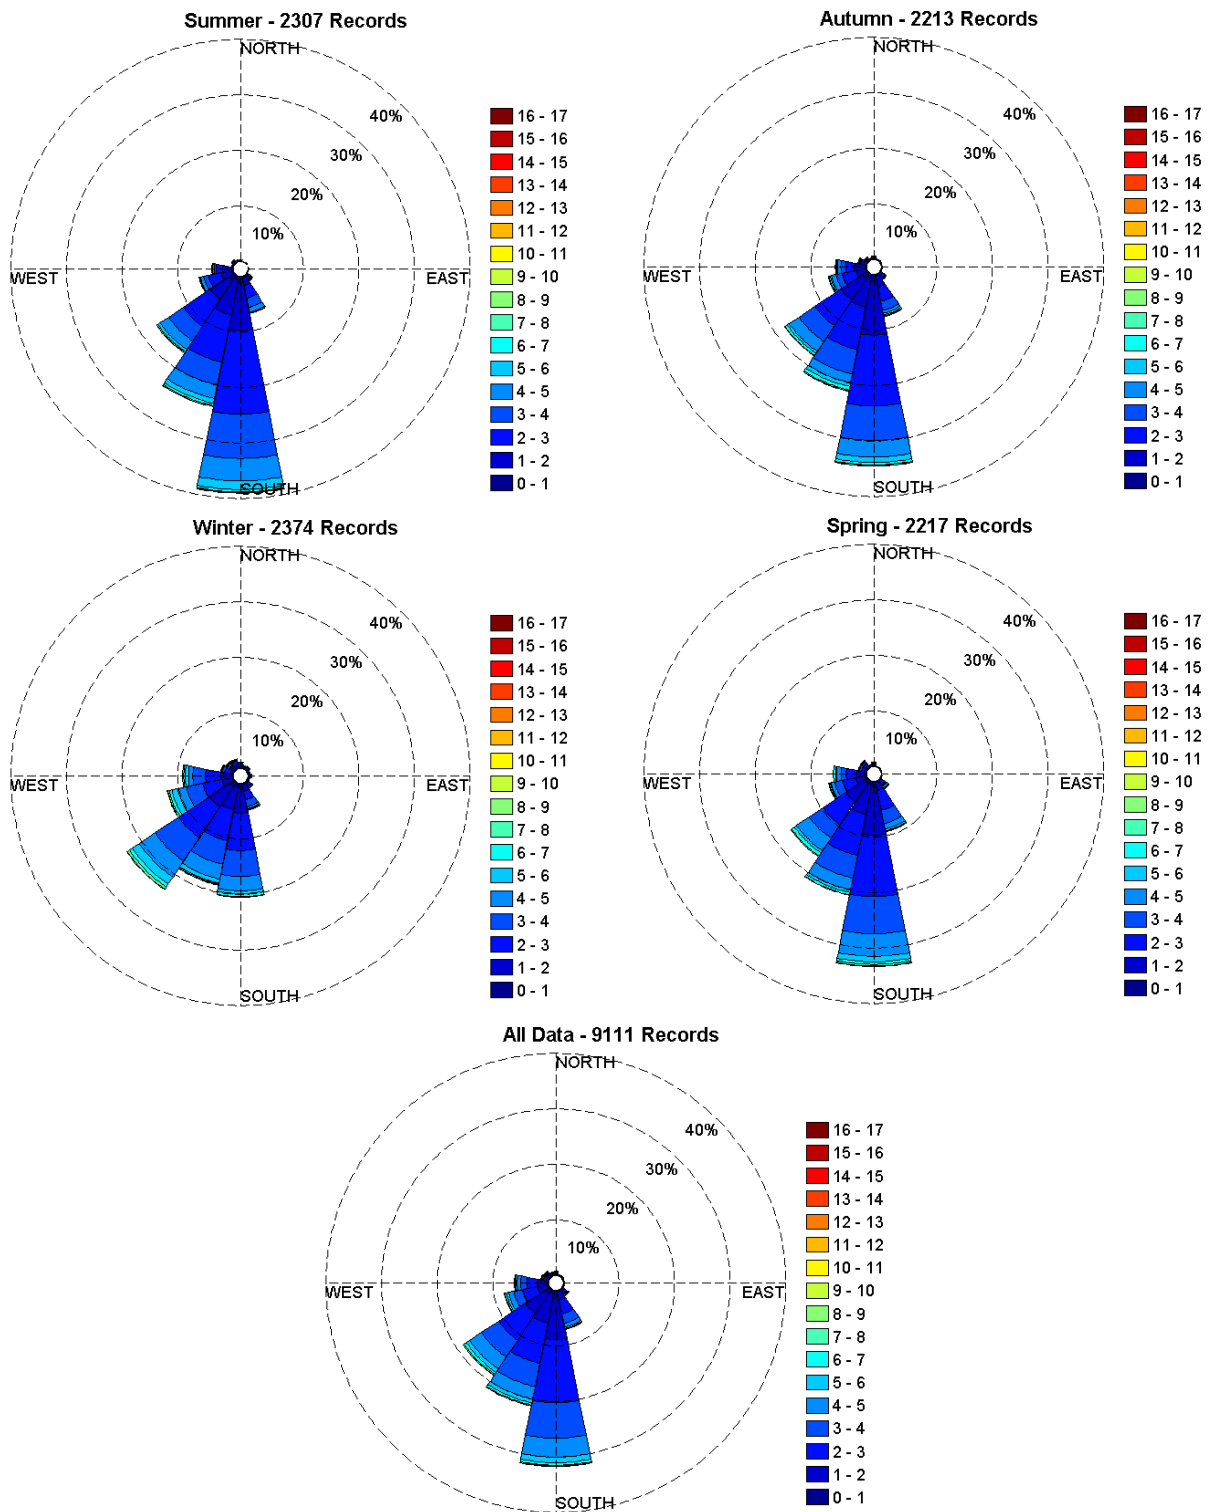 Summer - 2307 Records
NORTH
40%
30%
20%
10%
WEST
EAST
SOUTH
16 - 17
15 - 16
14 - 15
13 - 14
12 - 13
11 - 12
10 - 11
9 - 10
8 - 9
7 - 8
6 - 7
5 - 6
4 - 5
3 - 4
2 - 3
1 - 2
0 - 1
Autumn - 2213 Records
NORTH
40%
30%
20%
10%
WEST
EAST
SOUTH
16 - 17
15 - 16
14 - 15
13 - 14
12 - 13
11 - 12
10 - 11
9 - 10
8 - 9
7 - 8
6 - 7
5 - 6
4 - 5
3 - 4
2 - 3
1 - 2
0 - 1
Winter - 2374 Records
NORTH
40%
30%
20%
10%
WEST
EAST
SOUTH
16 - 17
15 - 16
14 - 15
13 - 14
12 - 13
11 - 12
10 - 11
9 - 10
8 - 9
7 - 8
6 - 7
5 - 6
4 - 5
3 - 4
2 - 3
1 - 2
0 - 1
Spring - 2217 Records
NORTH
40%
30%
20%
10%
WEST
EAST
SOUTH
16 - 17
15 - 16
14 - 15
13 - 14
12 - 13
11 - 12
10 - 11
9 - 10
8 - 9
7 - 8
6 - 7
5 - 6
4 - 5
3 - 4
2 - 3
1 - 2
0 - 1
All Data - 9111 Records
NORTH
40%
30%
20%
10%
WEST
EAST
SOUTH
16 - 17
15 - 16
14 - 15
13 - 14
12 - 13
11 - 12
10 - 11
9 - 10
8 - 9
7 - 8
6 - 7
5 - 6
4 - 5
3 - 4
2 - 3
1 - 2
0 - 1